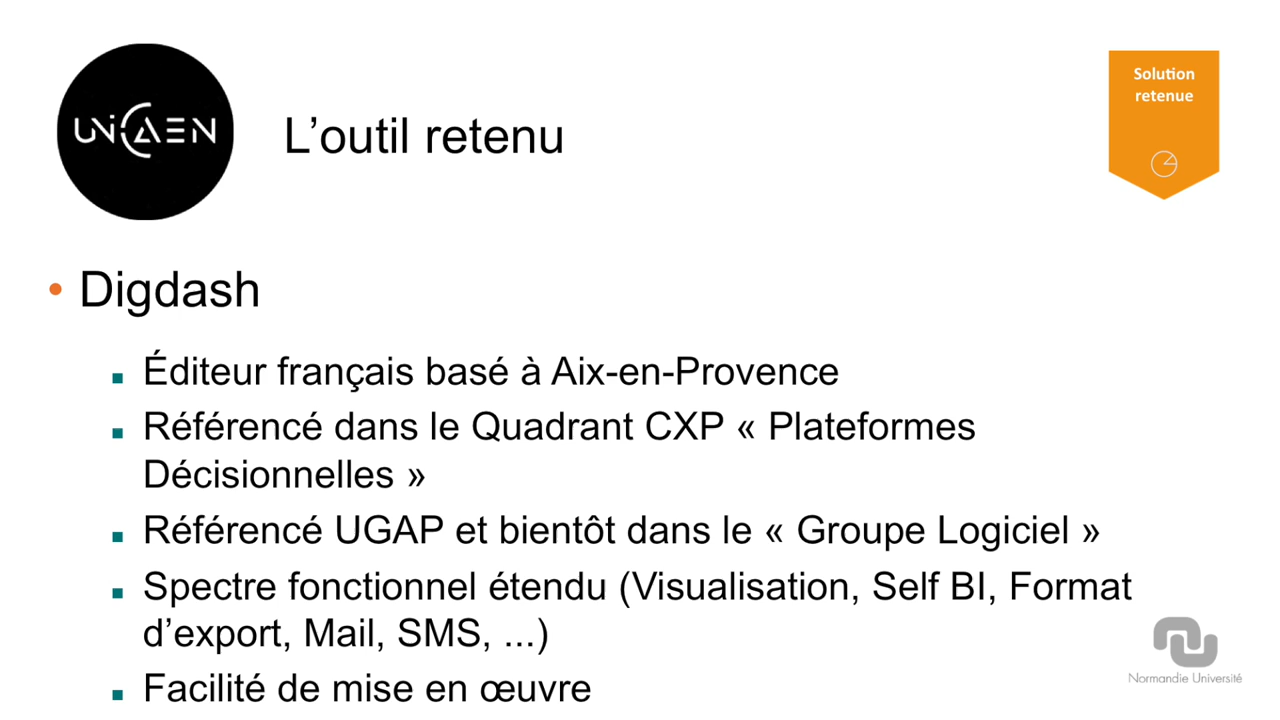 UNICAEN
L’outil retenu
Solution
retenue
• Digdash
▪ Éditeur français basé à Aix-en-Provence
▪ Référencé dans le Quadrant CXP « Plateformes
Décisionnelles »
▪ Référencé UGAP et bientôt dans le « Groupe Logiciel »
▪ Spectre fonctionnel étendu (Visualisation, Self BI, Format
d’export, Mail, SMS, ...)
▪ Facilité de mise en œuvre
Normandie Université